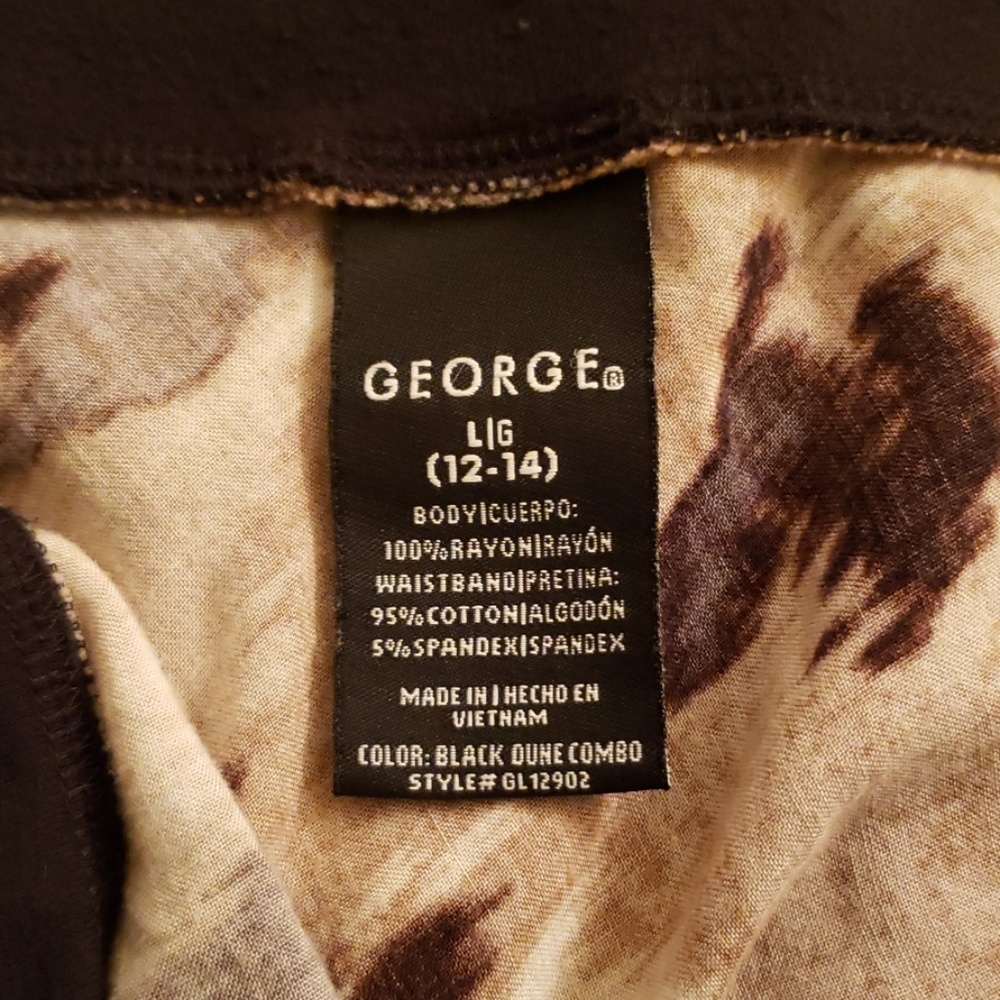 GEORGE®
L|G
(12-14)
BODY|CUERPO:
100%RAYON|RAYÓN
WAISTBAND|PRETINA:
95%COTTON|ALGODÓN
5%SPANDEX|SPANDEX
MADE IN|HECHO EN
VIETNAM
COLOR: BLACK DUNE COMBO
STYLE# GL12902